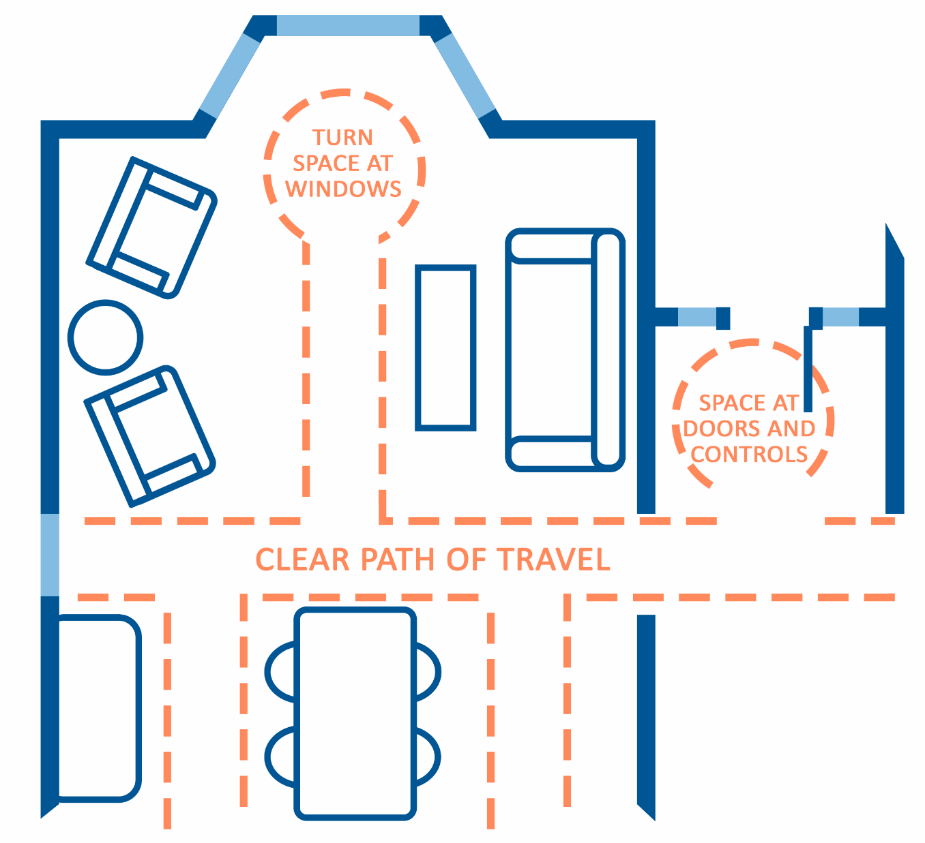 TURN
SPACE AT
WINDOWS
SPACE AT
DOORS AND
CONTROLS
CLEAR PATH OF TRAVEL